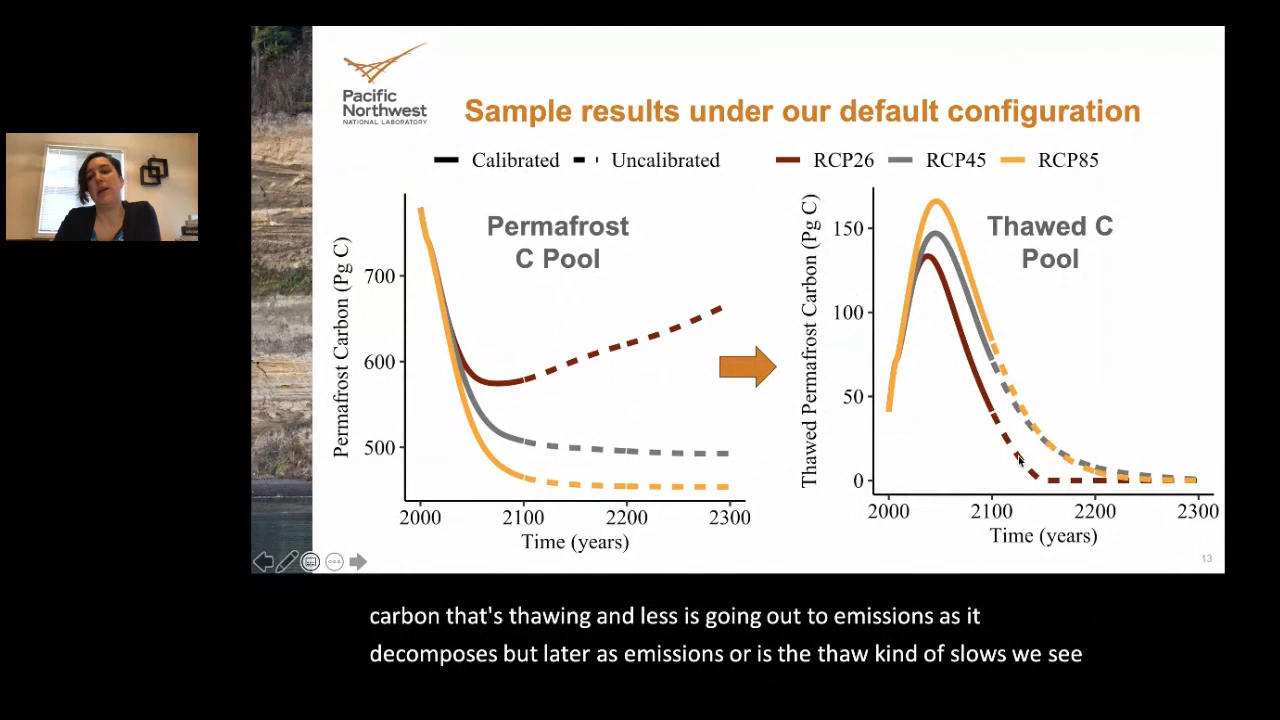 Pacific
Northwest
NATIONAL LABORATORY
Sample results under our default configuration
Calibrated Uncalibrated RCP26 RCP45 RCP85
Permafrost
C Pool
Permafrost Carbon (Pg C)
700
600
500
2000 2100 2200 2300
Time (years)
Thawed C
Pool
Thawed Permafrost Carbon (Pg C)
150
100
50
0
2000 2100 2200 2300
Time (years)
13
carbon that's thawing and less is going out to emissions as it
decomposes but later as emissions or is the thaw kind of slows we see